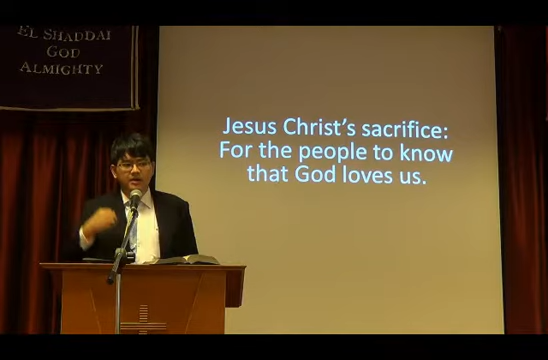 EL SHADDAI
GOD
ALMIGHTY
Jesus Christ's sacrifice:
For the people to know
that God loves us.